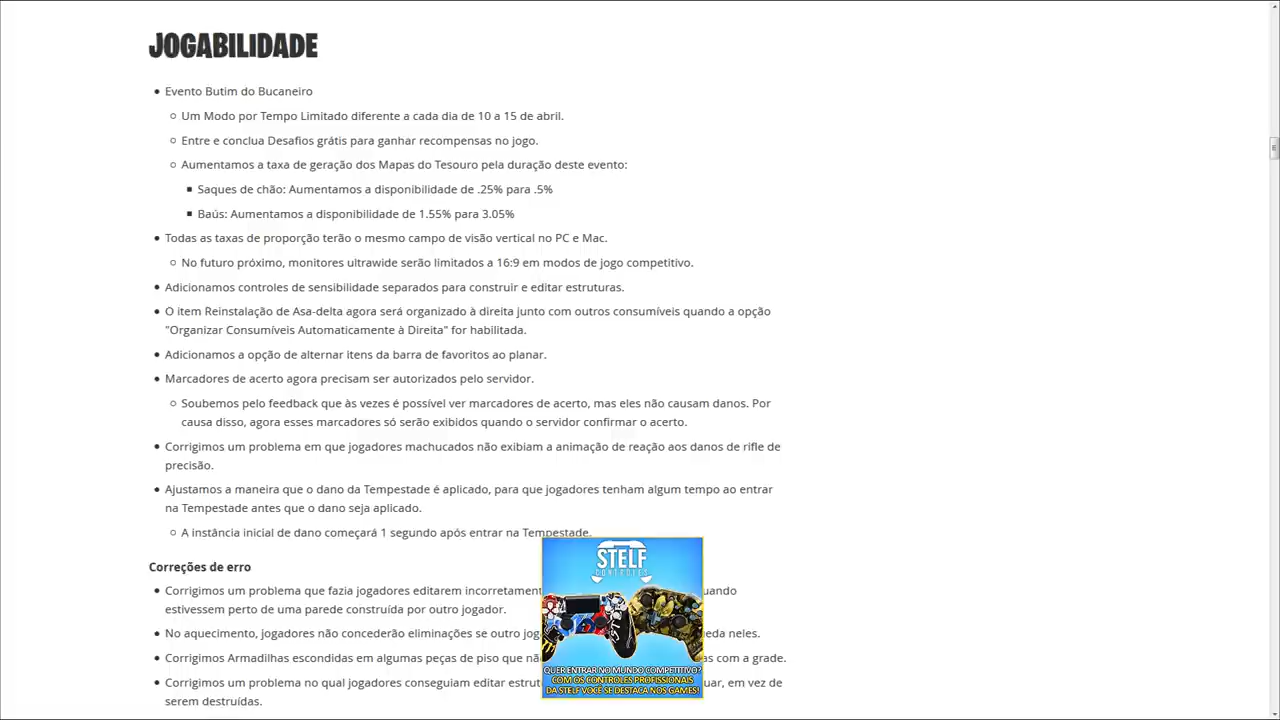 JOGABILIDADE
• Evento Butim do Bucaneiro
○ Um Modo por Tempo Limitado diferente a cada dia de 10 a 15 de abril.
○ Entre e conclua Desafios grátis para ganhar recompensas no jogo.
○ Aumentamos a taxa de geração dos Mapas do Tesouro pela duração deste evento:
▪ Saques de chão: Aumentamos a disponibilidade de .25% para .5%
▪ Baús: Aumentamos a disponibilidade de 1.55% para 3.05%
• Todas as taxas de proporção terão o mesmo campo de visão vertical no PC e Mac.
○ No futuro próximo, monitores ultrawide serão limitados a 16:9 em modos de jogo competitivo.
• Adicionamos controles de sensibilidade separados para construir e editar estruturas.
• O item Reinstalação de Asa-delta agora será organizado à direita junto com outros consumíveis quando a opção
"Organizar Consumíveis Automaticamente à Direita" for habilitada.
• Adicionamos a opção de alternar itens da barra de favoritos ao planar.
• Marcadores de acerto agora precisam ser autorizados pelo servidor.
○ Soubemos pelo feedback que às vezes é possível ver marcadores de acerto, mas eles não causam danos. Por
causa disso, agora esses marcadores só serão exibidos quando o servidor confirmar o acerto.
• Corrigimos um problema em que jogadores machucados não exibiam a animação de reação aos danos de rifle de
precisão.
• Ajustamos a maneira que o dano da Tempestade é aplicado, para que jogadores tenham algum tempo ao entrar
na Tempestade antes que o dano seja aplicado.
○ A instância inicial de dano começará 1 segundo após entrar na Tempestade.
Correções de erro
• Corrigimos um problema que fazia jogadores editarem incorretament uando
estivessem perto de uma parede construída por outro jogador.
• No aquecimento, jogadores não concederão eliminações se outro jog eda neles.
• Corrigimos Armadilhas escondidas em algumas peças de piso que nã as com a grade.
• Corrigimos um problema no qual jogadores conseguiam editar estrut uar, em vez de
serem destruídas.
STELF
CONTROLES
QUER ENTRAR NO MUNDO COMPETITIVO?
COM OS CONTROLES PROFISSIONAIS
DA STELF VOCÊ SE DESTACA NOS GAMES!